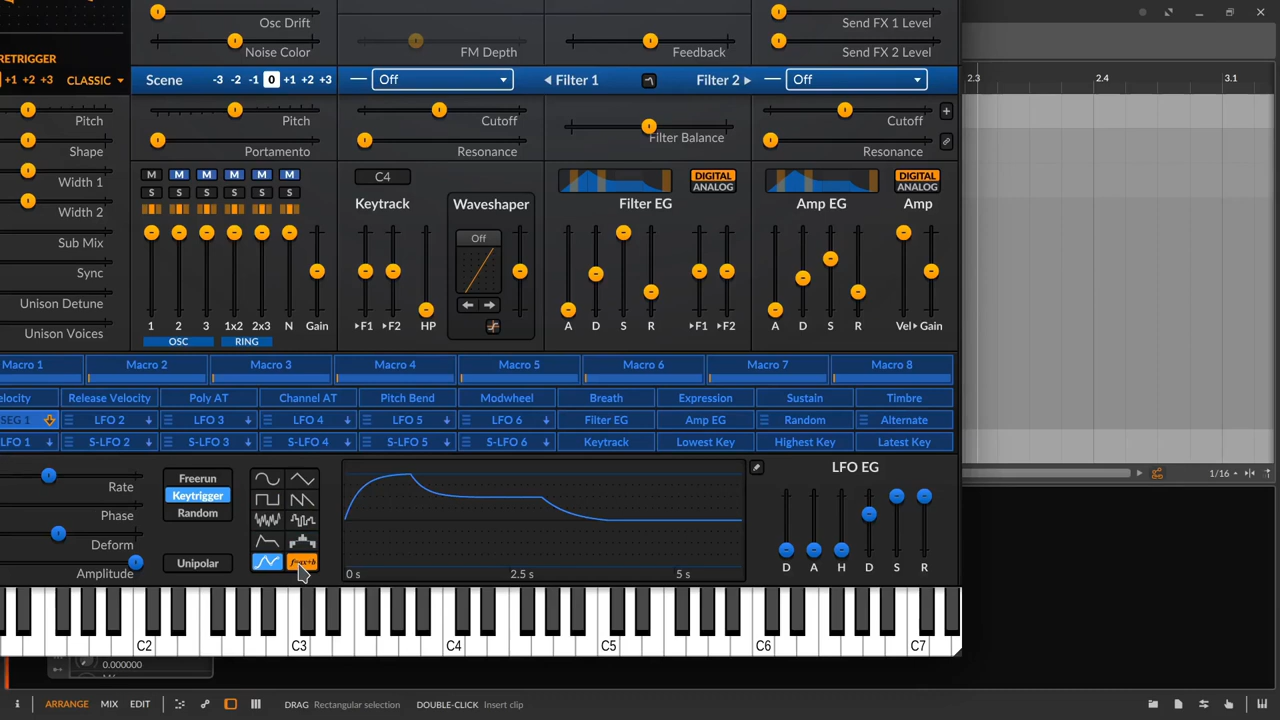 Osc Drift
Send FX 1 Level
Noise Color
FM Depth
Feedback
Send FX 2 Level
RETRIGGER
+1 +2 +3 CLASSIC
Scene -3 -2 -1 0 +1 +2 +3
Off
Filter 1
Filter 2
Off
2.3
2.4
3.1
Pitch
Pitch
Cutoff
Filter Balance
Cutoff
Shape
Portamento
Resonance
Resonance
Width 1
M M M M M M
C4
DIGITAL
ANALOG
DIGITAL
ANALOG
S S S S S S
Keytrack
Waveshaper
Filter EG
Amp EG
Amp
Width 2
Sub Mix
Off
Sync
Unison Detune
Unison Voices
1 2 3 1x2 2x3 N Gain
F1 F2 HP
A D S R F1 F2
A D S R Vel Gain
OSC RING
Macro 1 Macro 2 Macro 3 Macro 4 Macro 5 Macro 6 Macro 7 Macro 8
elocity Release Velocity Poly AT Channel AT Pitch Bend Modwheel Breath Expression Sustain Timbre
SEG 1 LFO 2 LFO 3 LFO 4 LFO 5 LFO 6 Filter EG Amp EG Random Alternate
LFO 1 S-LFO 2 S-LFO 3 S-LFO 4 S-LFO 5 S-LFO 6 Keytrack Lowest Key Highest Key Latest Key
LFO EG
1/16
Rate
Freerun
Phase
Keytrigger
Random
Deform
Unipolar
Amplitude
0 s 2.5 s 5 s
D A H D S R
C2 C3 C4 C5 C6 C7
0.000000
i ARRANGE MIX EDIT DRAG Rectangular selection DOUBLE-CLICK Insert clip